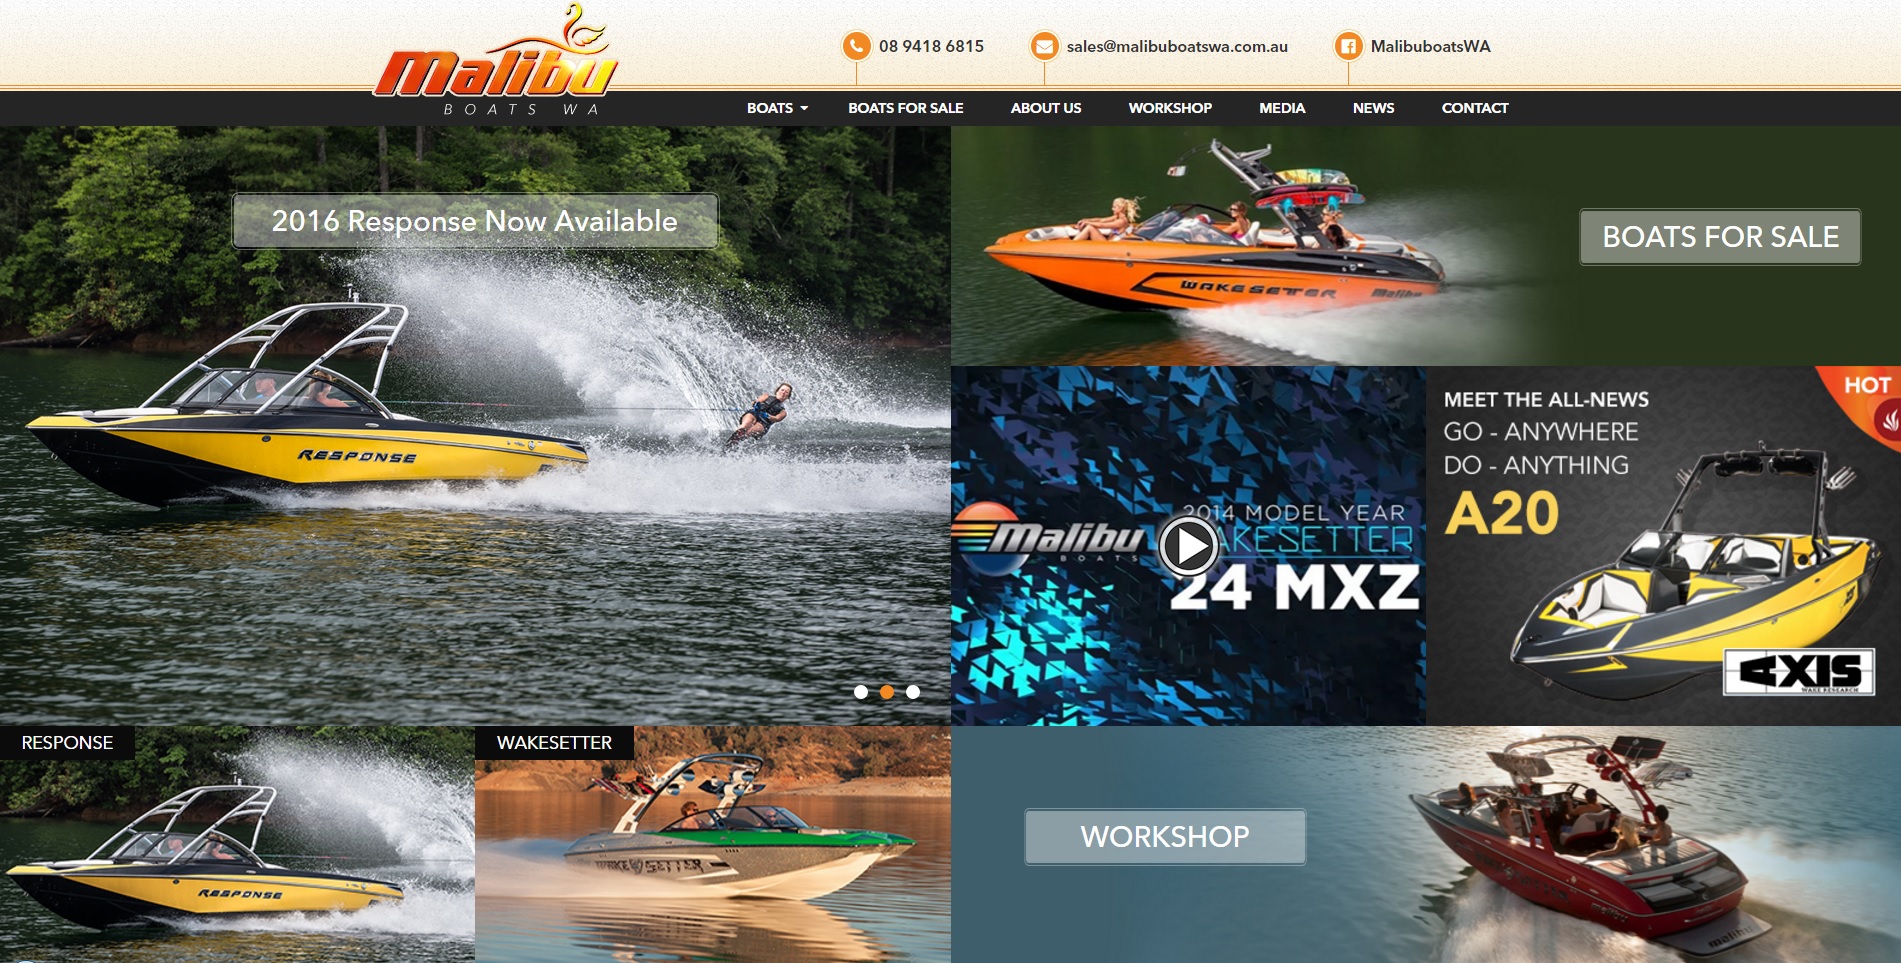 Malibu
BOATS WA
08 9418 6815
sales@malibuboatswa.com.au
MalibuboatsWA
BOATS
BOATS FOR SALE
ABOUT US
WORKSHOP
MEDIA
NEWS
CONTACT
2016 Response Now Available
RESPONSE
BOATS FOR SALE
WAKESETTER
Malibu
Malibu
BOATS
2014 MODEL YEAR
WAKESETTER
24 MXZ
MEET THE ALL-NEWS
GO - ANYWHERE
DO - ANYTHING
A20
HOT
AXIS
WAKE RESEARCH
RESPONSE
RESPONSE
WAKESETTER
WAKESETTER
WORKSHOP
malibu
malibu